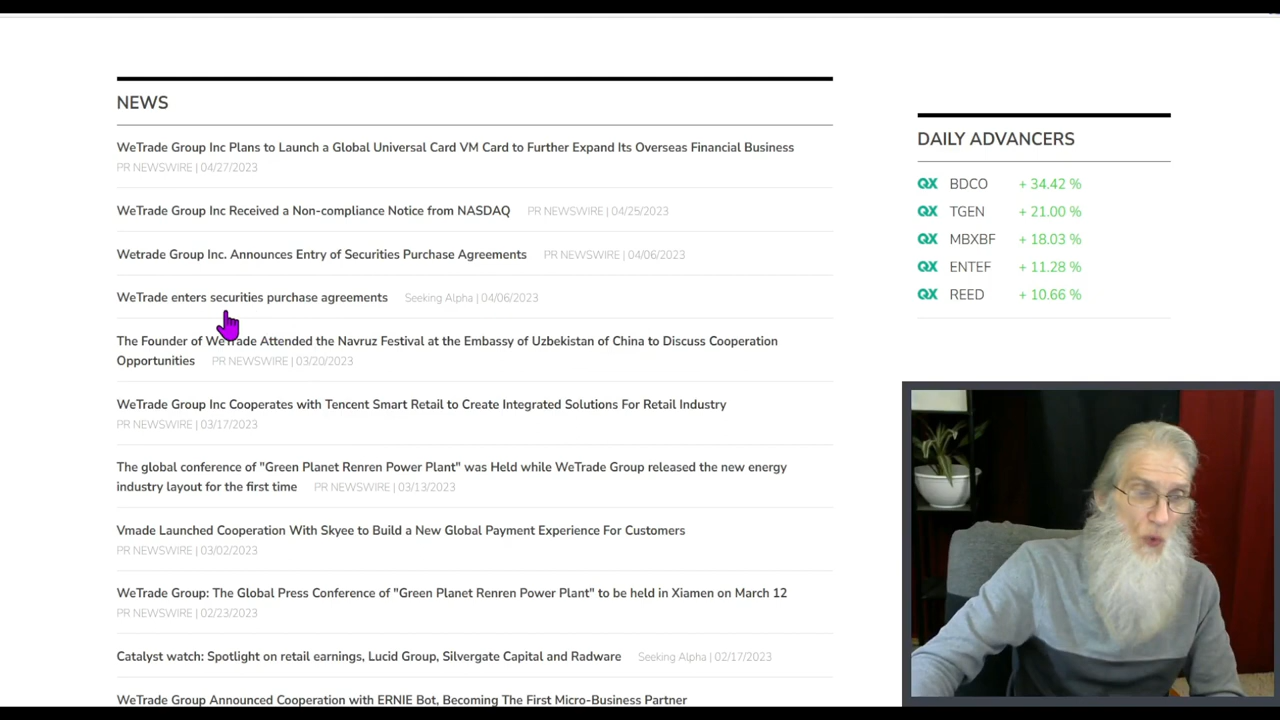 NEWS
WeTrade Group Inc Plans to Launch a Global Universal Card VM Card to Further Expand Its Overseas Financial Business
PR NEWSWIRE | 04/27/2023
WeTrade Group Inc Received a Non-compliance Notice from NASDAQ PR NEWSWIRE | 04/25/2023
Wetrade Group Inc. Announces Entry of Securities Purchase Agreements PR NEWSWIRE | 04/06/2023
WeTrade enters securities purchase agreements Seeking Alpha | 04/06/2023
The Founder of WeTrade Attended the Navruz Festival at the Embassy of Uzbekistan of China to Discuss Cooperation
Opportunities PR NEWSWIRE | 03/20/2023
WeTrade Group Inc Cooperates with Tencent Smart Retail to Create Integrated Solutions For Retail Industry
PR NEWSWIRE | 03/17/2023
The global conference of "Green Planet Renren Power Plant" was Held while WeTrade Group released the new energy
industry layout for the first time PR NEWSWIRE | 03/13/2023
Vmade Launched Cooperation With Skyee to Build a New Global Payment Experience For Customers
PR NEWSWIRE | 03/02/2023
WeTrade Group: The Global Press Conference of "Green Planet Renren Power Plant" to be held in Xiamen on March 12
PR NEWSWIRE | 02/23/2023
Catalyst watch: Spotlight on retail earnings, Lucid Group, Silvergate Capital and Radware Seeking Alpha | 02/17/2023
WeTrade Group Announced Cooperation with ERNIE Bot, Becoming The First Micro-Business Partner
DAILY ADVANCERS
QX BDCO + 34.42 %
QX TGEN + 21.00 %
QX MBXBF + 18.03 %
QX ENTEF + 11.28 %
QX REED + 10.66 %